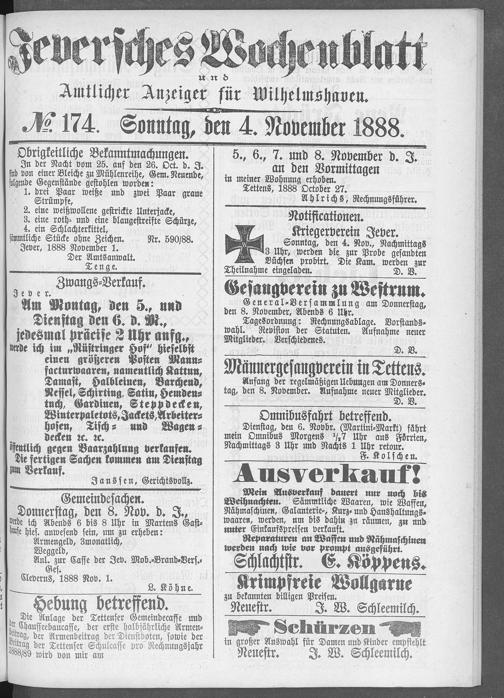 Jeversches Wochenblatt
und
Amtlicher Anzeiger für Wilhelmshaven.
No. 174. Sonntag, den 4. November 1888.
Obrigkeitliche Bekanntmachungen.
In der Nacht vom 25. auf den 26. Oct. d. J.
sind von einer Bleiche zu Mühlenreihe, Gem. Neuende,
folgende Gegenstände gestohlen worden:
1. drei Paar weiße und zwei Paar graue
Strümpfe,
2. eine weißwollene gestrickte Unterjacke,
3. eine roth- und eine blaugestreifte Schürze,
4. ein Schlachterkittel,
sämmtliche Stücke ohne Zeichen. Nr. 590/88.
Jever, 1888 November 1.
Der Amtsanwalt.
Tenge.
Zwangs-Verkauf.
Jever.
Am Montag, den 5., und
Dienstag den 6. d. M.,
jedesmal präcise 2 Uhr anfg.,
werde ich im „Rüstringer Hof" hieselbst
einen größeren Posten Manu-
facturwaaren, namentlich Kattun,
Damast, Halbleinen, Barchend,
Nessel, Schirting, Satin, Hemden-
tuch, Gardinen, Steppdecken,
Winterpaletots, Jackets, Arbeiter-
hosen, Tisch- und Wagen-
decken ꝛc. ꝛc.
öffentlich gegen Baarzahlung verkaufen.
Die fertigen Sachen kommen am Dienstag
zum Verkauf.
Janssen, Gerichtsvollz.
Gemeindesachen.
Donnerstag, den 8. Nov. d. J.,
werde ich Abends 6 bis 8 Uhr in Martens Gast-
hause hies. anwesend sein, um zu erheben:
Armengeld, 3monatlich,
Weggeld,
Anl. zur Casse der Jev. Mob.-Brand-Vers.-
Ges.
Cleverns, 1888 Nov. 1.
L. Köhne.
Hebung betreffend.
Die Anlage der Tettenser Gemeindecasse und
der Chausseebaucasse, der erste halbjährliche Armen-
beitrag, der Armenbeitrag der Dienstboten, sowie der
Beitrag der Tettenser Schulcasse pro Rechnungsjahr
1888/89 wird von mir am
5., 6., 7. und 8. November d. J.
an den Vormittagen
in meiner Wohnung erhoben.
Tettens, 1888 October 27.
Ahlrichs, Rechnungsführer.
Notificationen.
Kriegerverein Jever.
Sonntag, den 4. Nov., Nachmittags
3 Uhr, werden die zur Probe gesandten
Büchsen probirt. Die Kam. werden zur
Theilnahme eingeladen. D. V.
Gesangverein zu Westrum.
General-Versammlung am Donnerstag,
den 8. November, Abends 6 Uhr.
Tagesordnung: Rechnungsablage. Vorstands-
wahl. Revision der Statuten. Aufnahme neuer
Mitglieder. Verschiedenes.
D. V.
Männergesangverein in Tettens.
Anfang der regelmäßigen Uebungen am Donners-
tag, den 8. November. Aufnahme neuer Mitglieder.
D. V.
Omnibusfahrt betreffend.
Dienstag, den 6. Novbr. (Martini-Markt) fährt
mein Omnibus Morgens ½7 Uhr aus Förrien,
Nachmittags 3 Uhr und Nachts 1 Uhr retour.
F. Kolschen.
Ausverkauf!
Mein Ausverkauf dauert nur noch bis
Weihnachten. Sämmtliche Waaren, wie Waffen,
Nähmaschinen, Galanterie-, Kurz- und Haushaltungs-
waaren, werden, um bis dahin zu räumen, zu und
unter Einkaufspreisen verkauft.
Reparaturen an Waffen und Nähmaschinen
werden nach wie vor prompt ausgeführt.
Schlachtstr. E. Köppens.
Krimpfreie Wollgarne
zu bekannten billigen Preisen.
Neuestr. J. W. Schleemilch.
Schürzen
in großer Auswahl für Damen und Kinder empfiehlt
Neuestr. J. W. Schleemilch.